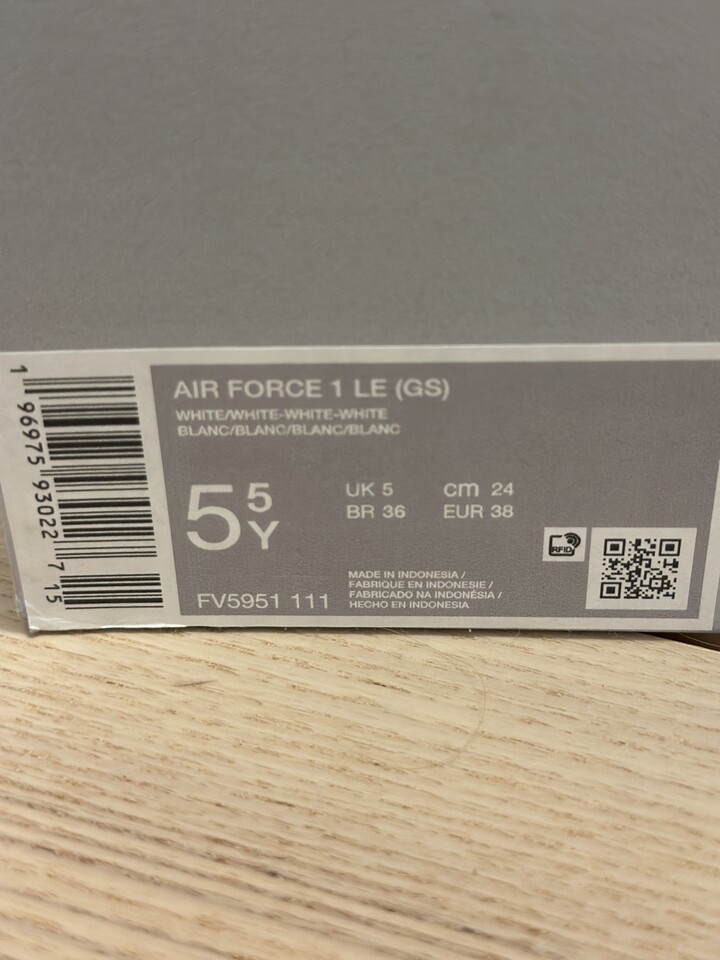 AIR FORCE 1 LE (GS)
WHITE/WHITE-WHITE-WHITE
BLANC/BLANC/BLANC/BLANC
5 5 Y
UK 5 cm 24
BR 36 EUR 38
RFID
MADE IN INDONESIA /
FABRIQUE EN INDONESIE /
FABRICADO NA INDONÉSIA /
HECHO EN INDONESIA
FV5951 111
1 96975 93022 7 15